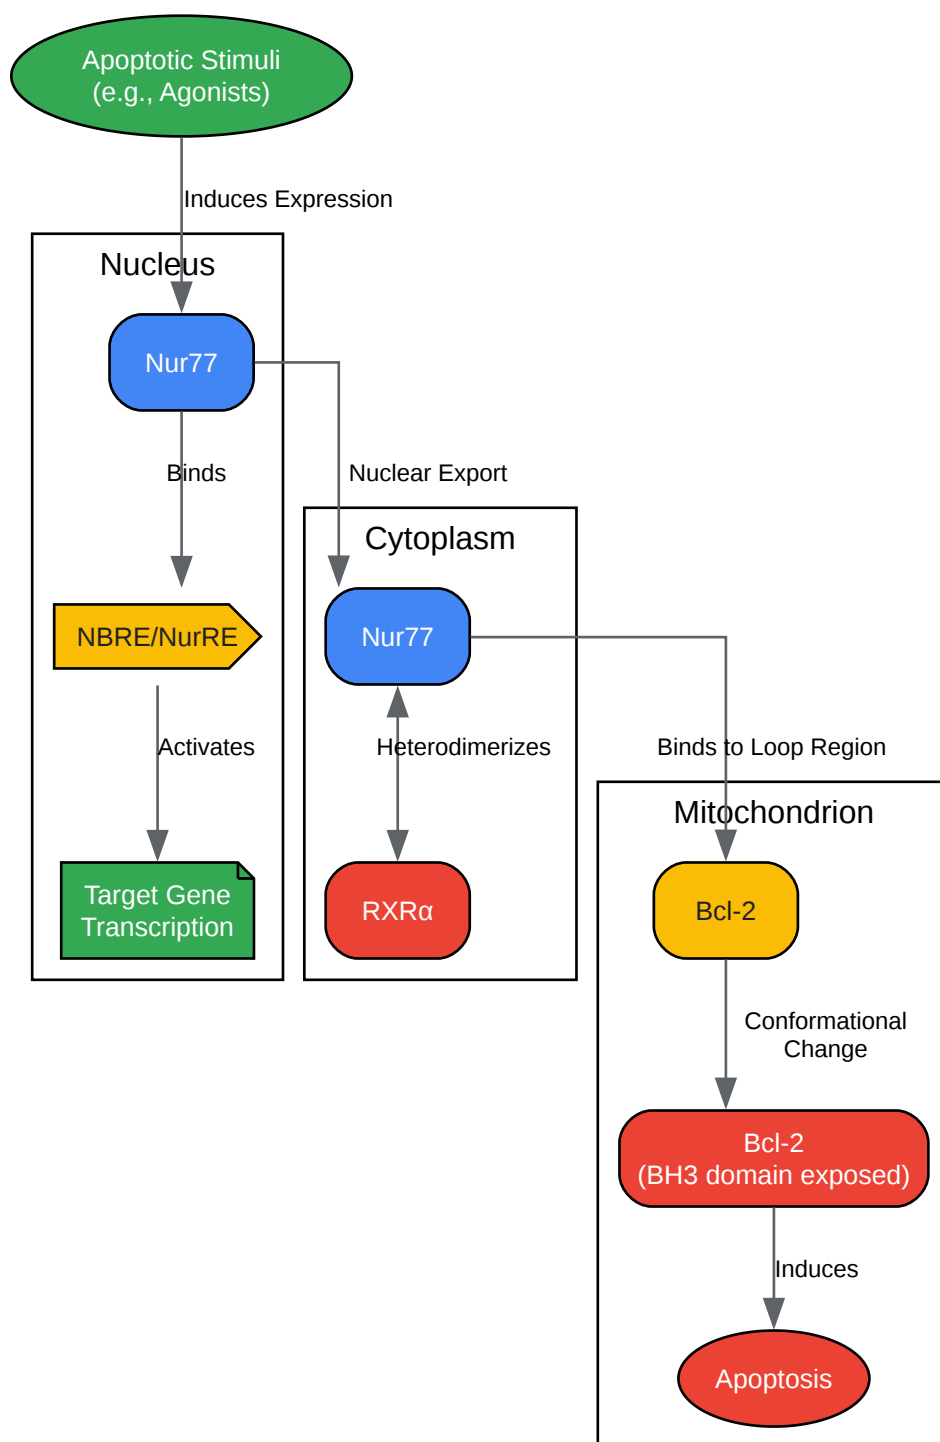 Apoptotic Stimuli
(e.g., Agonists)
Induces Expression
Nucleus
Nur77
Binds
Nuclear Export
NBRE/NurRE
Activates
Target Gene
Transcription
Cytoplasm
Nur77
Heterodimerizes
RXRα
Binds to Loop Region
Mitochondrion
Bcl-2
Conformational
Change
Bcl-2
(BH3 domain exposed)
Induces
Apoptosis